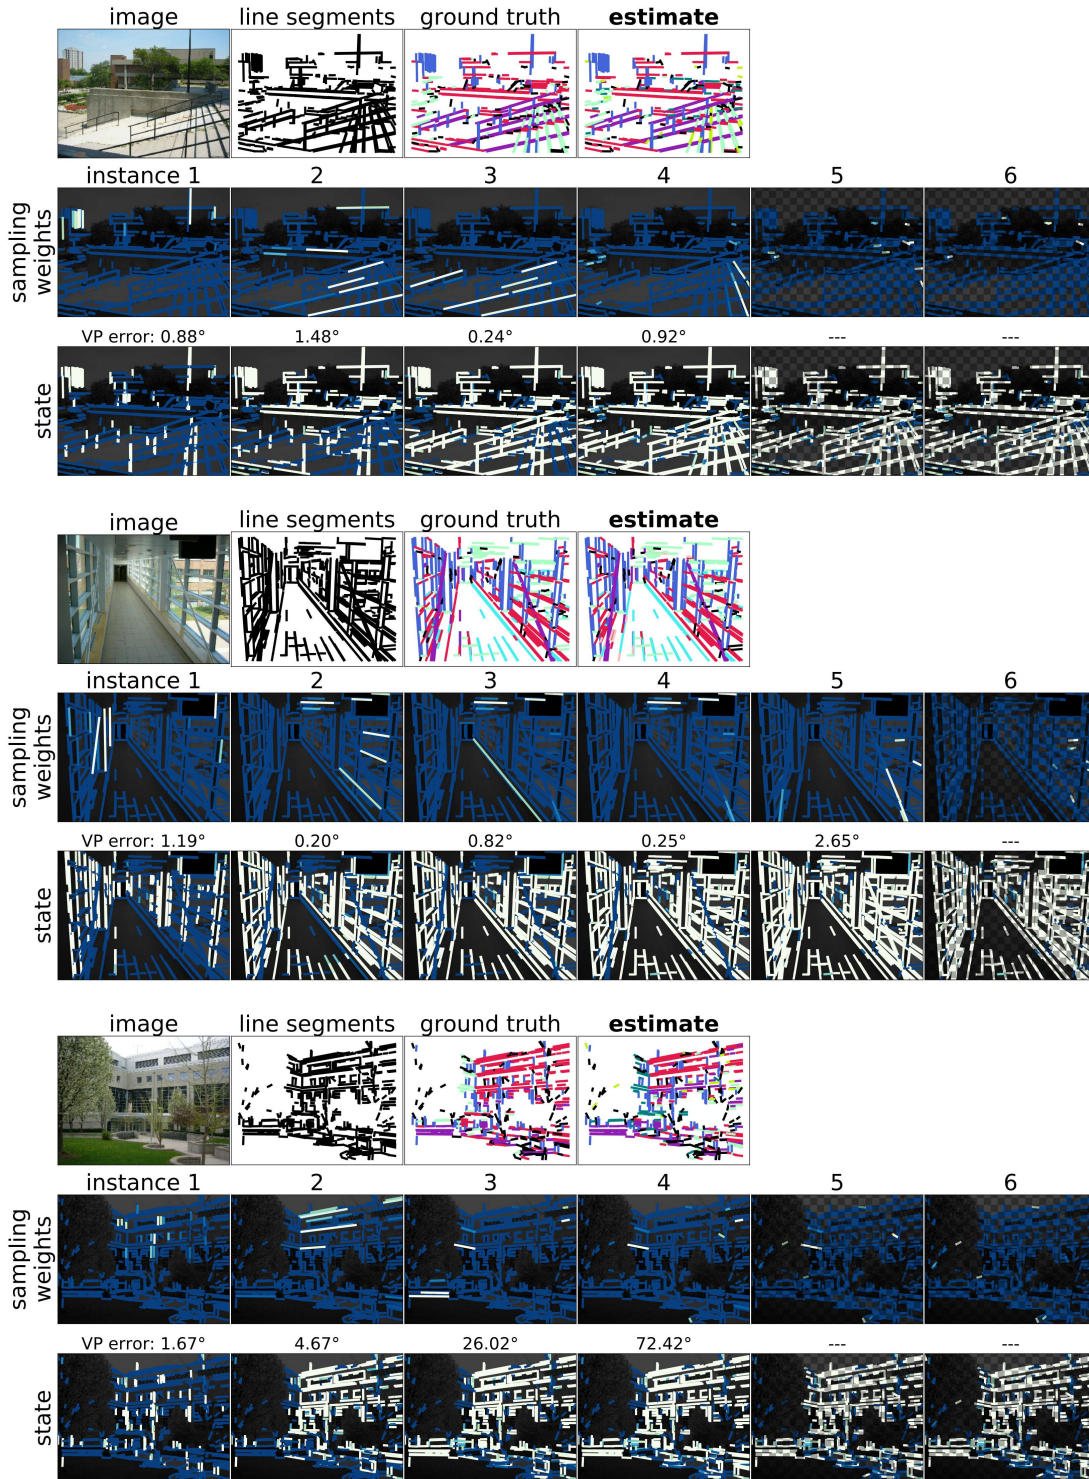 image line segments ground truth estimate
instance 1 2 3 4 5 6
sampling weights
VP error: 0.88° 1.48° 0.24° 0.92° --- ---
state
image line segments ground truth estimate
instance 1 2 3 4 5 6
sampling weights
VP error: 1.19° 0.20° 0.82° 0.25° 2.65° ---
state
image line segments ground truth estimate
instance 1 2 3 4 5 6
sampling weights
VP error: 1.67° 4.67° 26.02° 72.42° --- ---
state